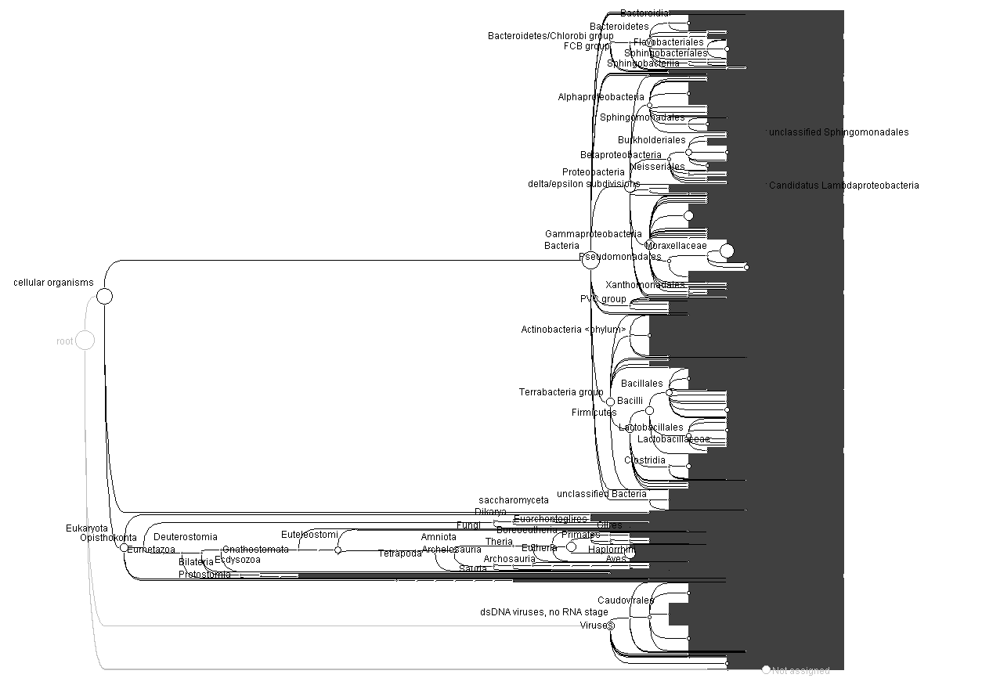 Bacteroidia
Bacteroidetes
Bacteroidetes/Chlorobi group
Flavobacteriales
FCB group
Sphingobacteriales
Sphingobacteriia
Alphaproteobacteria
Sphingomonadales
unclassified Sphingomonadales
Burkholderiales
Betaproteobacteria
Neisseriales
Proteobacteria
delta/epsilon subdivisions
Candidatus Lambdaproteobacteria
Gammaproteobacteria
Bacteria
Moraxellaceae
Pseudomonadales
cellular organisms
Xanthomonadales
PVC group
Actinobacteria <phylum>
root
Bacillales
Terrabacteria group
Bacilli
Firmicutes
Lactobacillales
Lactobacillaceae
Clostridia
unclassified Bacteria
saccharomyceta
Dikarya
Euarchontoglires
Fungi
Glires
Eukaryota
Boreoeutheria
Euteleostomi
Primates
Opisthokonta
Deuterostomia
Amniota
Theria
Eumetazoa
Gnathostomata
Archelosauria
Eutheria
Haplorrhini
Tetrapoda
Bilateria
Ecdysozoa
Archosauria
Aves
Sauria
Protostomia
Caudovirales
dsDNA viruses, no RNA stage
Viruses
Not assigned